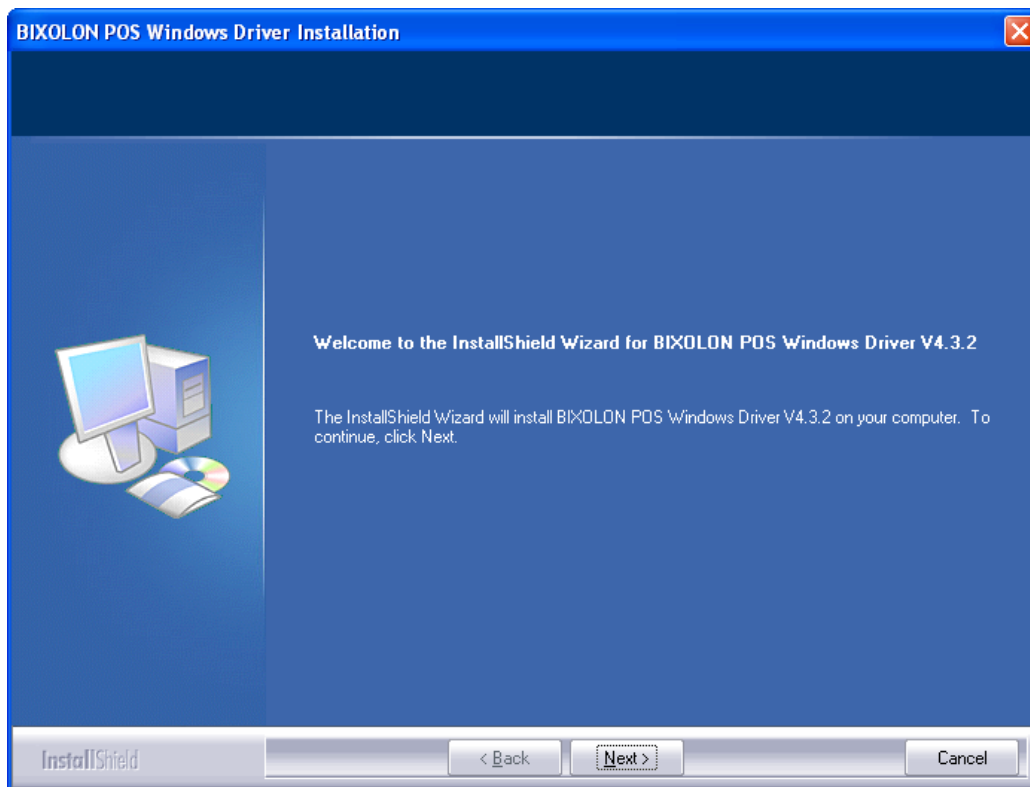 BIXOLON POS Windows Driver Installation
Welcome to the InstallShield Wizard for BIXOLON POS Windows Driver V4.3.2
The InstallShield Wizard will install BIXOLON POS Windows Driver V4.3.2 on your computer. To
continue, click Next.
InstallShield
< Back
Next >
Cancel